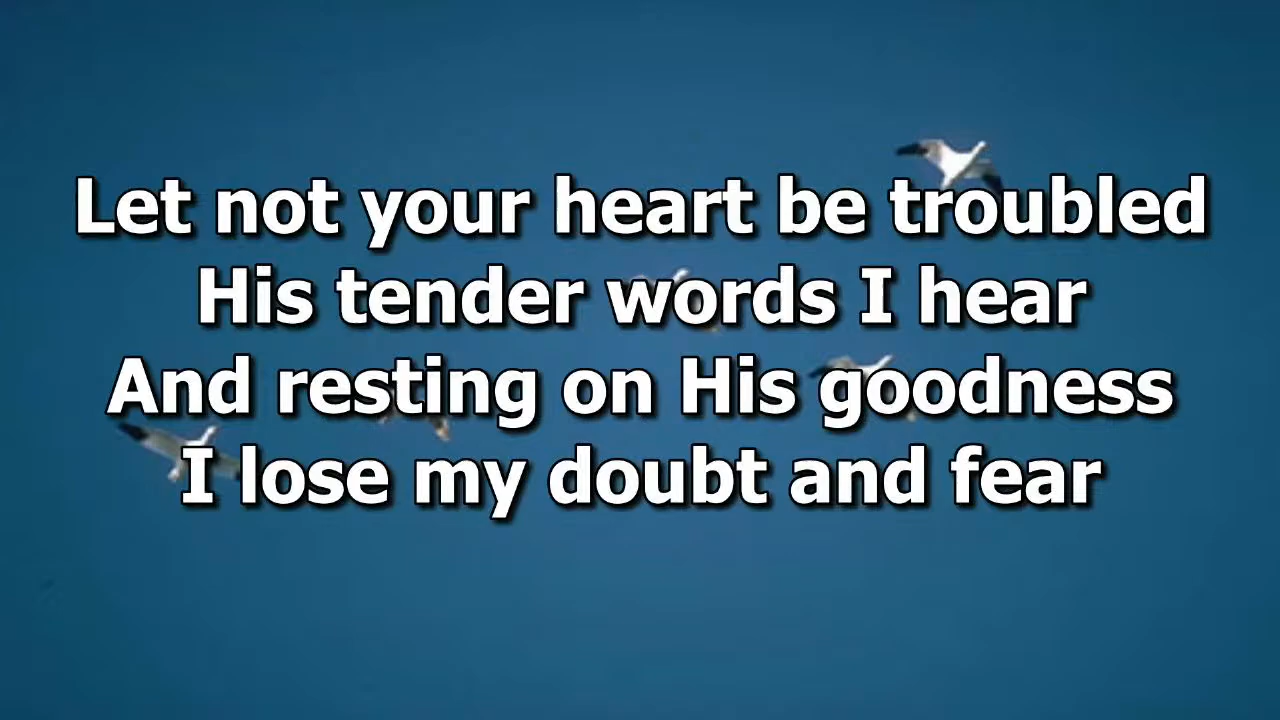 Let not your heart be troubled
His tender words I hear
And resting on His goodness
I lose my doubt and fear